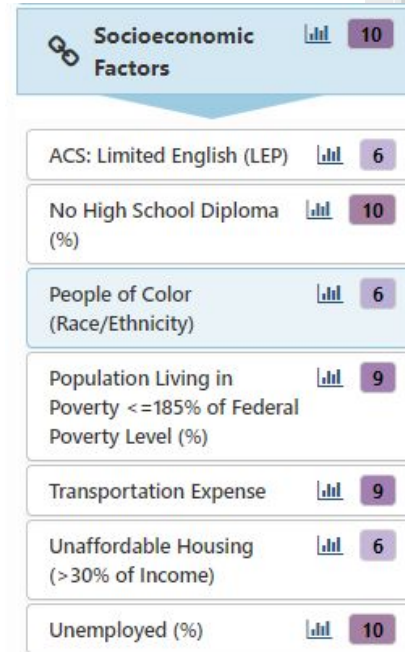 Socioeconomic 10
Factors
ACS: Limited English (LEP) 6
No High School Diploma 10
(%)
People of Color 6
(Race/Ethnicity)
Population Living in 9
Poverty <=185% of Federal
Poverty Level (%)
Transportation Expense 9
Unaffordable Housing 6
(>30% of Income)
Unemployed (%) 10